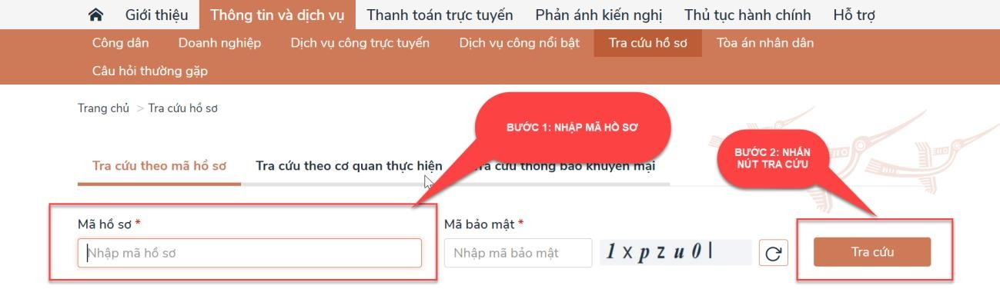 Giới thiệu Thông tin và dịch vụ Thanh toán trực tuyến Phản ánh kiến nghị Thủ tục hành chính Hỗ trợ
Công dân Doanh nghiệp Dịch vụ công trực tuyến Dịch vụ công nổi bật Tra cứu hồ sơ Tòa án nhân dân
Câu hỏi thường gặp
Trang chủ > Tra cứu hồ sơ
BƯỚC 1: NHẬP MÃ HỒ SƠ
BƯỚC 2: NHẤN
NÚT TRA CỨU
Tra cứu theo mã hồ sơ Tra cứu theo cơ quan thực hiện Tra cứu thông báo khuyến mại
Mã hồ sơ * Mã bảo mật *
Nhập mã hồ sơ Nhập mã bảo mật 1xpzu0l Tra cứu